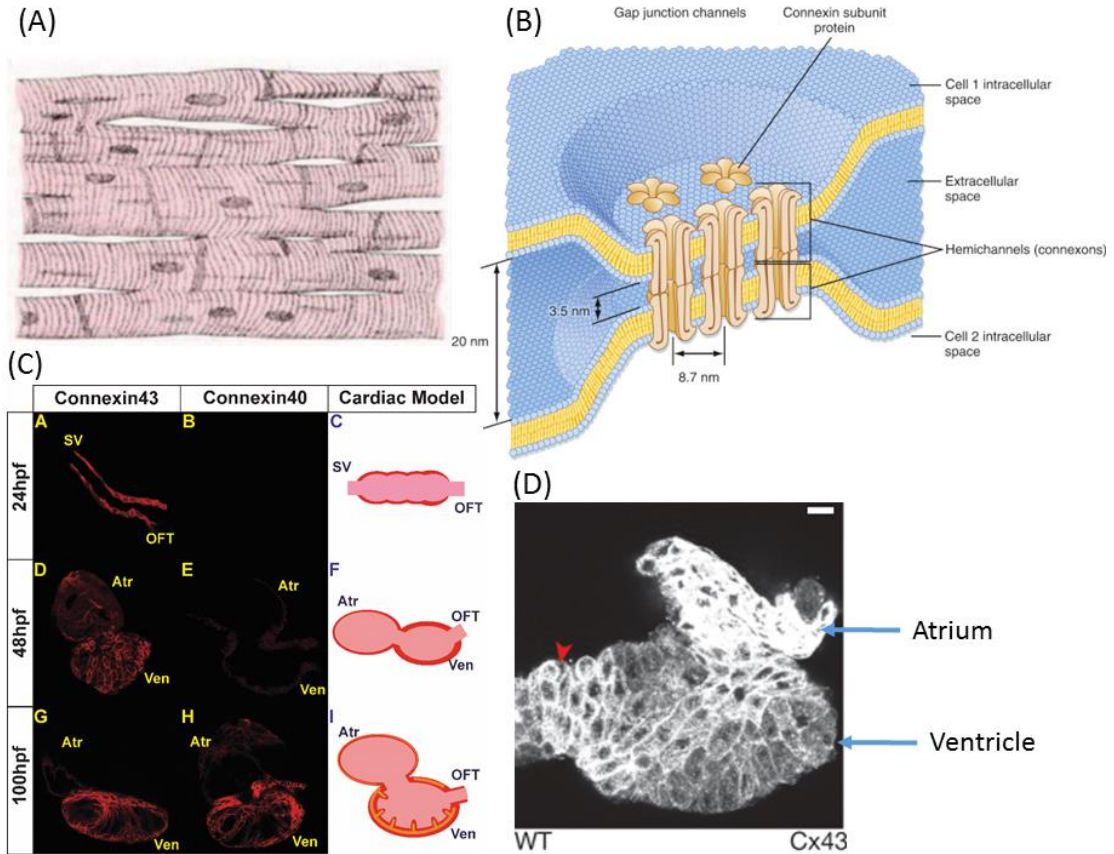 (A)
(B)
Gap junction channels
Connexin subunit
protein
Cell 1 intracellular
space
Extracellular
space
Hemichannels (connexons)
Cell 2 intracellular
space
20 nm
3.5 nm
8.7 nm
(C)
Connexin43 Connexin40 Cardiac Model
24hpf
A
SV
OFT
B
C
SV
OFT
48hpf
D
Atr
Ven
E
Atr
F
Atr
OFT
Ven
100hpf
G
Atr
Ven
H
Atr
Ven
I
Atr
OFT
Ven
(D)
Atrium
Ventricle
WT Cx43